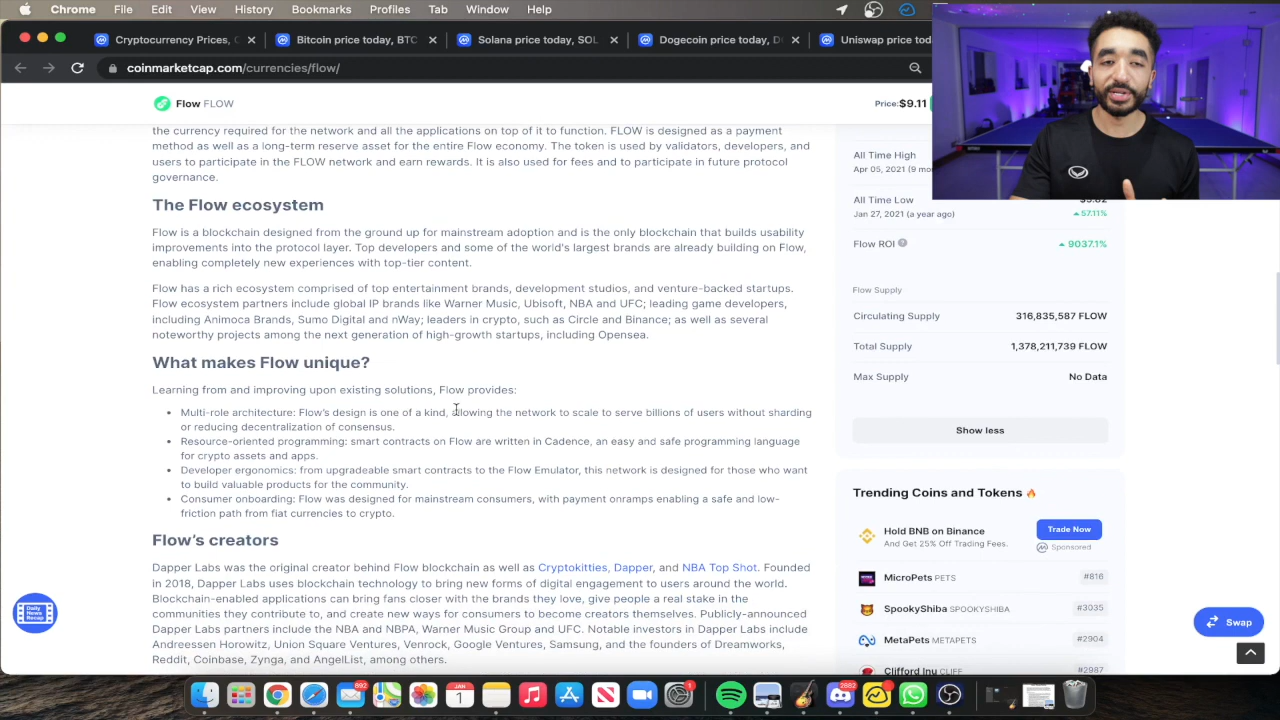 Chrome File Edit View History Bookmarks Profiles Tab Window Help
Cryptocurrency Prices, C
Bitcoin price today, BTC
Solana price today, SOL
Dogecoin price today, D
Uniswap price tod
coinmarketcap.com/currencies/flow/
Flow FLOW
Price: $9.11
the currency required for the network and all the applications on top of it to function. FLOW is designed as a payment
method as well as a long-term reserve asset for the entire Flow economy. The token is used by validators, developers, and
users to participate in the FLOW network and earn rewards. It is also used for fees and to participate in future protocol
governance.
The Flow ecosystem
Flow is a blockchain designed from the ground up for mainstream adoption and is the only blockchain that builds usability
improvements into the protocol layer. Top developers and some of the world's largest brands are already building on Flow,
enabling completely new experiences with top-tier content.
Flow has a rich ecosystem comprised of top entertainment brands, development studios, and venture-backed startups.
Flow ecosystem partners include global IP brands like Warner Music, Ubisoft, NBA and UFC; leading game developers,
including Animoca Brands, Sumo Digital and nWay; leaders in crypto, such as Circle and Binance; as well as several
noteworthy projects among the next generation of high-growth startups, including Opensea.
What makes Flow unique?
Learning from and improving upon existing solutions, Flow provides:
Multi-role architecture: Flow's design is one of a kind, allowing the network to scale to serve billions of users without sharding
or reducing decentralization of consensus.
Resource-oriented programming: smart contracts on Flow are written in Cadence, an easy and safe programming language
for crypto assets and apps.
Developer ergonomics: from upgradeable smart contracts to the Flow Emulator, this network is designed for those who want
to build valuable products for the community.
Consumer onboarding: Flow was designed for mainstream consumers, with payment onramps enabling a safe and low-
friction path from fiat currencies to crypto.
Flow's creators
Dapper Labs was the original creator behind Flow blockchain as well as Cryptokitties, Dapper, and NBA Top Shot. Founded
in 2018, Dapper Labs uses blockchain technology to bring new forms of digital engagement to users around the world.
Blockchain-enabled applications can bring fans closer with the brands they love, give people a real stake in the
communities they contribute to, and create new ways for consumers to become creators themselves. Publicly-announced
Dapper Labs partners include the NBA and NBPA, Warner Music Group and UFC. Notable investors in Dapper Labs include
Andreessen Horowitz, Union Square Ventures, Venrock, Google Ventures, Samsung, and the founders of Dreamworks,
Reddit, Coinbase, Zynga, and AngelList, among others.
All Time High
Apr 05, 2021 (9 mo
All Time Low
Jan 27, 2021 (a year ago)
57.11%
Flow ROI
9037.1%
Flow Supply
Circulating Supply
316,835,587 FLOW
Total Supply
1,378,211,739 FLOW
Max Supply
No Data
Show less
Trending Coins and Tokens
Hold BNB on Binance
And Get 25% Off Trading Fees.
Trade Now
Sponsored
MicroPets PETS
#816
SpookyShiba SPOOKYSHIBA
#3035
MetaPets METAPETS
#2904
Clifford Inu CLIFF
#2987
Daily
News
Recap
Swap
JAN
1